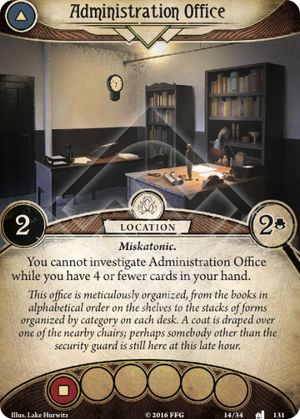 Administration Office
2
LOCATION
2
Miskatonic.
You cannot investigate Administration Office
while you have 4 or fewer cards in your hand.
This office is meticulously organized, from the books in
alphabetical order on the shelves to the stacks of forms
organized by category on each desk. A coat is draped over
one of the nearby chairs; perhaps somebody other than the
security guard is still here at this late hour.
Illus. Lake Hurwitz
© 2016 FFG
14/34
131